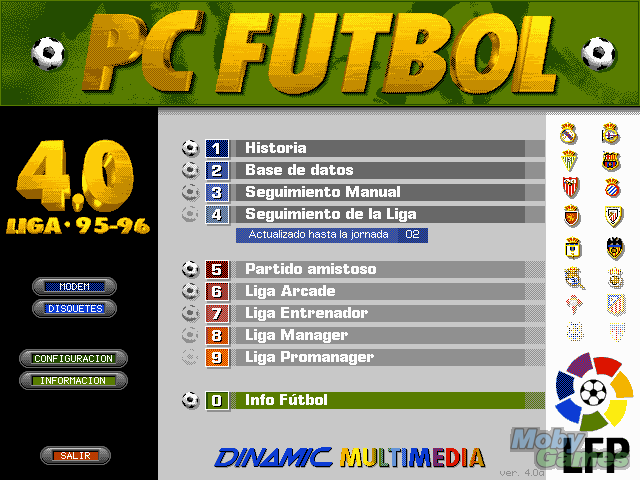 PC FUTBOL
4.0
LIGA · 95-96
1 Historia
2 Base de datos
3 Seguimiento Manual
4 Seguimiento de la Liga
Actualizado hasta la jornada 02
5 Partido amistoso
6 Liga Arcade
7 Liga Entrenador
8 Liga Manager
9 Liga Promanager
0 Info Fútbol
MODEM
DISQUETES
CONFIGURACION
INFORMACION
SALIR
DINAMIC MULTIMEDIA
ver. 4.0a
LFP
Moby Games